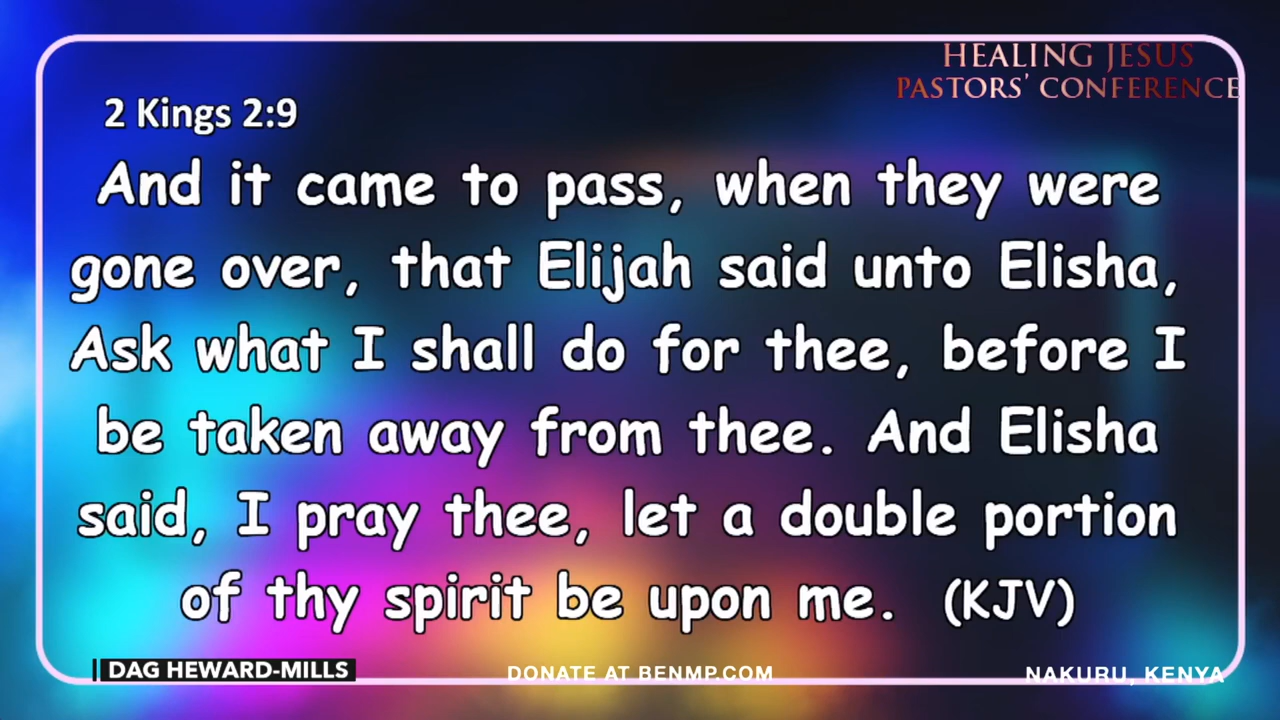 HEALING JESUS
PASTORS' CONFERENCE
2 Kings 2:9
And it came to pass, when they were
gone over, that Elijah said unto Elisha,
Ask what I shall do for thee, before I
be taken away from thee. And Elisha
said, I pray thee, let a double portion
of thy spirit be upon me. (KJV)
DAG HEWARD-MILLS
DONATE AT BENMP.COM
NAKURU, KENYA